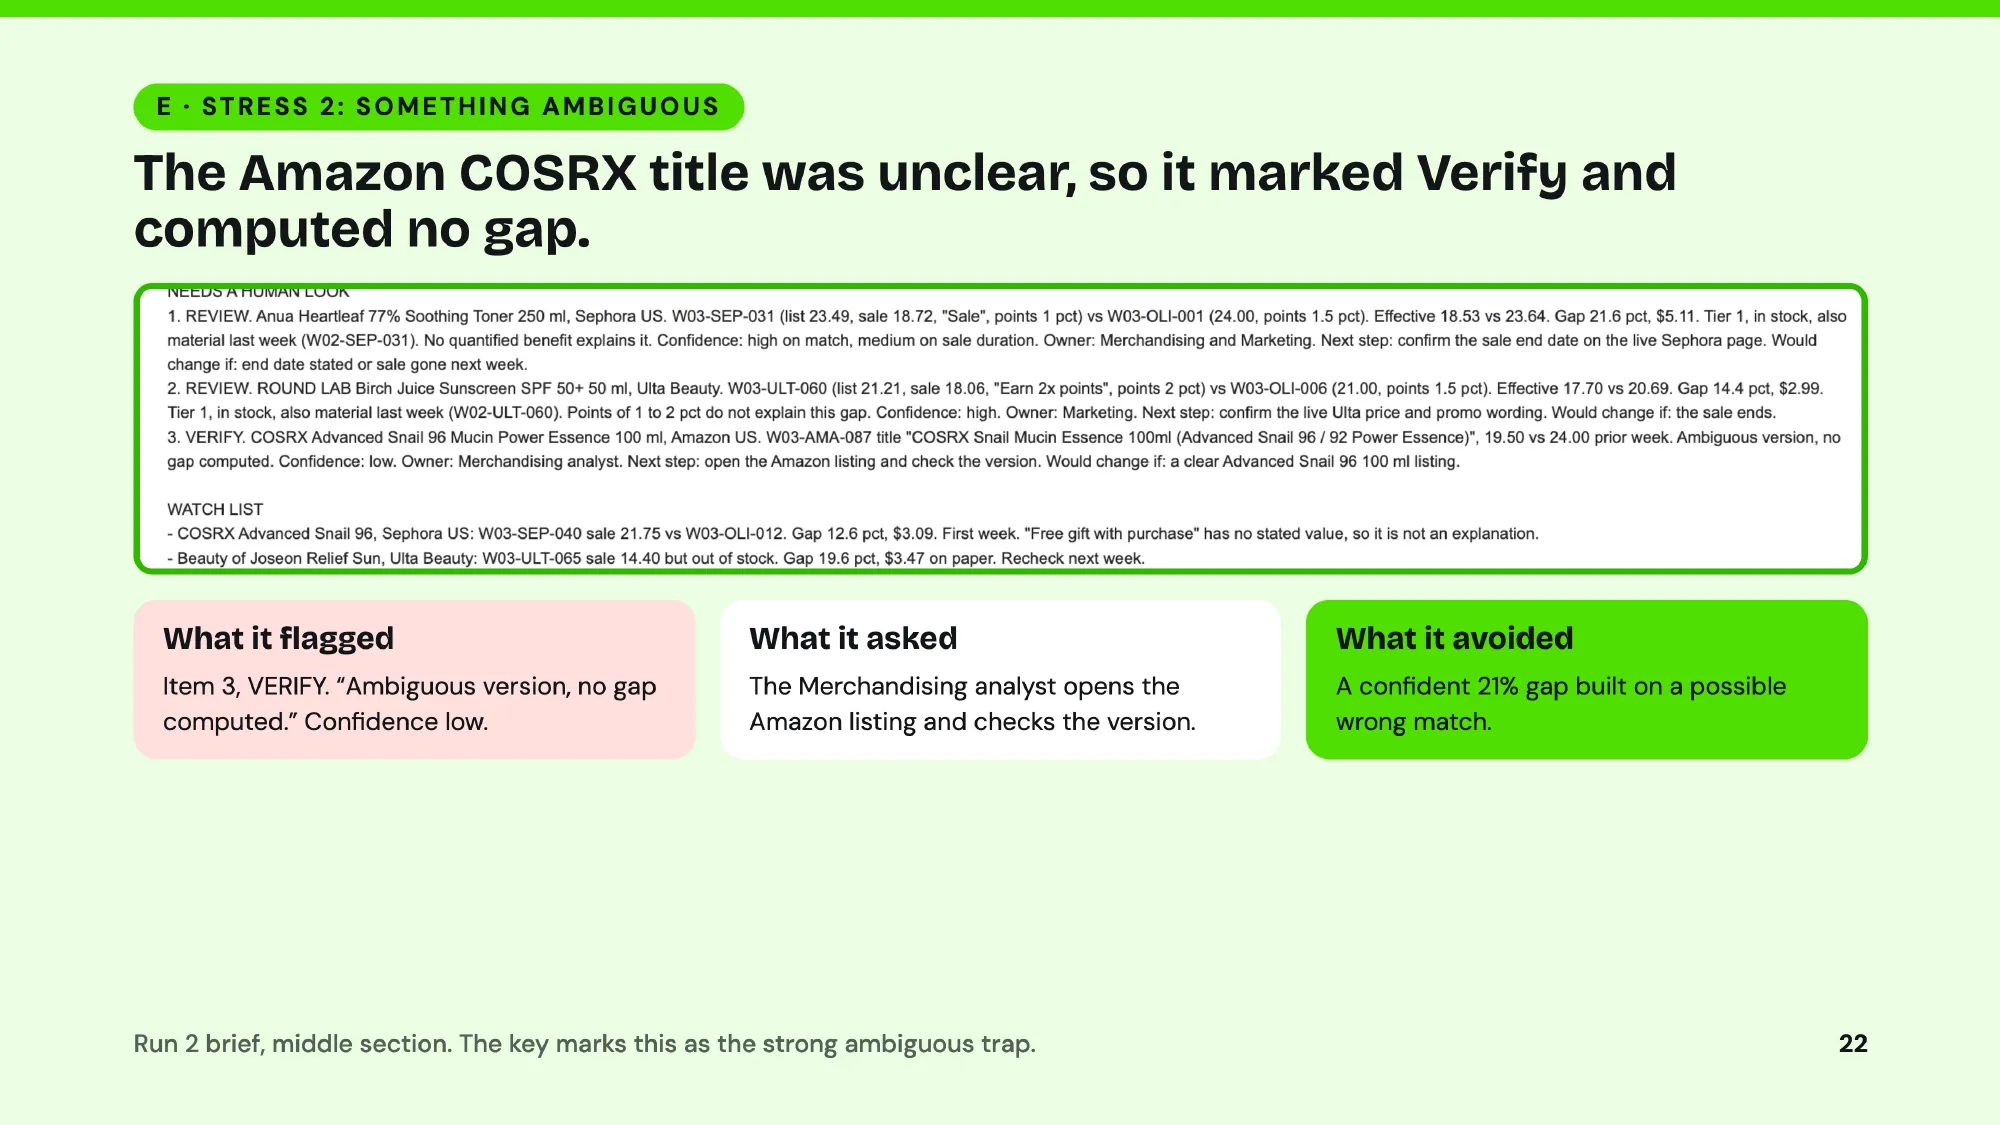 E · STRESS 2: SOMETHING AMBIGUOUS
The Amazon COSRX title was unclear, so it marked Verify and
computed no gap.
NEEDS A HUMAN LOOK
1. REVIEW. Anua Heartleaf 77% Soothing Toner 250 ml, Sephora US. W03-SEP-031 (list 23.49, sale 18.72, "Sale", points 1 pct) vs W03-OLI-001 (24.00, points 1.5 pct). Effective 18.53 vs 23.64. Gap 21.6 pct, $5.11. Tier 1, in stock, also
material last week (W02-SEP-031). No quantified benefit explains it. Confidence: high on match, medium on sale duration. Owner: Merchandising and Marketing. Next step: confirm the sale end date on the live Sephora page. Would
change if: end date stated or sale gone next week.
2. REVIEW. ROUND LAB Birch Juice Sunscreen SPF 50+ 50 ml, Ulta Beauty. W03-ULT-060 (list 21.21, sale 18.06, "Earn 2x points", points 2 pct) vs W03-OLI-006 (21.00, points 1.5 pct). Effective 17.70 vs 20.69. Gap 14.4 pct, $2.99.
Tier 1, in stock, also material last week (W02-ULT-060). Points of 1 to 2 pct do not explain this gap. Confidence: high. Owner: Marketing. Next step: confirm the live Ulta price and promo wording. Would change if: the sale ends.
3. VERIFY. COSRX Advanced Snail 96 Mucin Power Essence 100 ml, Amazon US. W03-AMA-087 title "COSRX Snail Mucin Essence 100ml (Advanced Snail 96 / 92 Power Essence)", 19.50 vs 24.00 prior week. Ambiguous version, no
gap computed. Confidence: low. Owner: Merchandising analyst. Next step: open the Amazon listing and check the version. Would change if: a clear Advanced Snail 96 100 ml listing.
WATCH LIST
- COSRX Advanced Snail 96, Sephora US: W03-SEP-040 sale 21.75 vs W03-OLI-012. Gap 12.6 pct, $3.09. First week. "Free gift with purchase" has no stated value, so it is not an explanation.
- Beauty of Joseon Relief Sun, Ulta Beauty: W03-ULT-065 sale 14.40 but out of stock. Gap 19.6 pct, $3.47 on paper. Recheck next week.
What it flagged
Item 3, VERIFY. “Ambiguous version, no gap
computed.” Confidence low.
What it asked
The Merchandising analyst opens the
Amazon listing and checks the version.
What it avoided
A confident 21% gap built on a possible
wrong match.
Run 2 brief, middle section. The key marks this as the strong ambiguous trap.
22